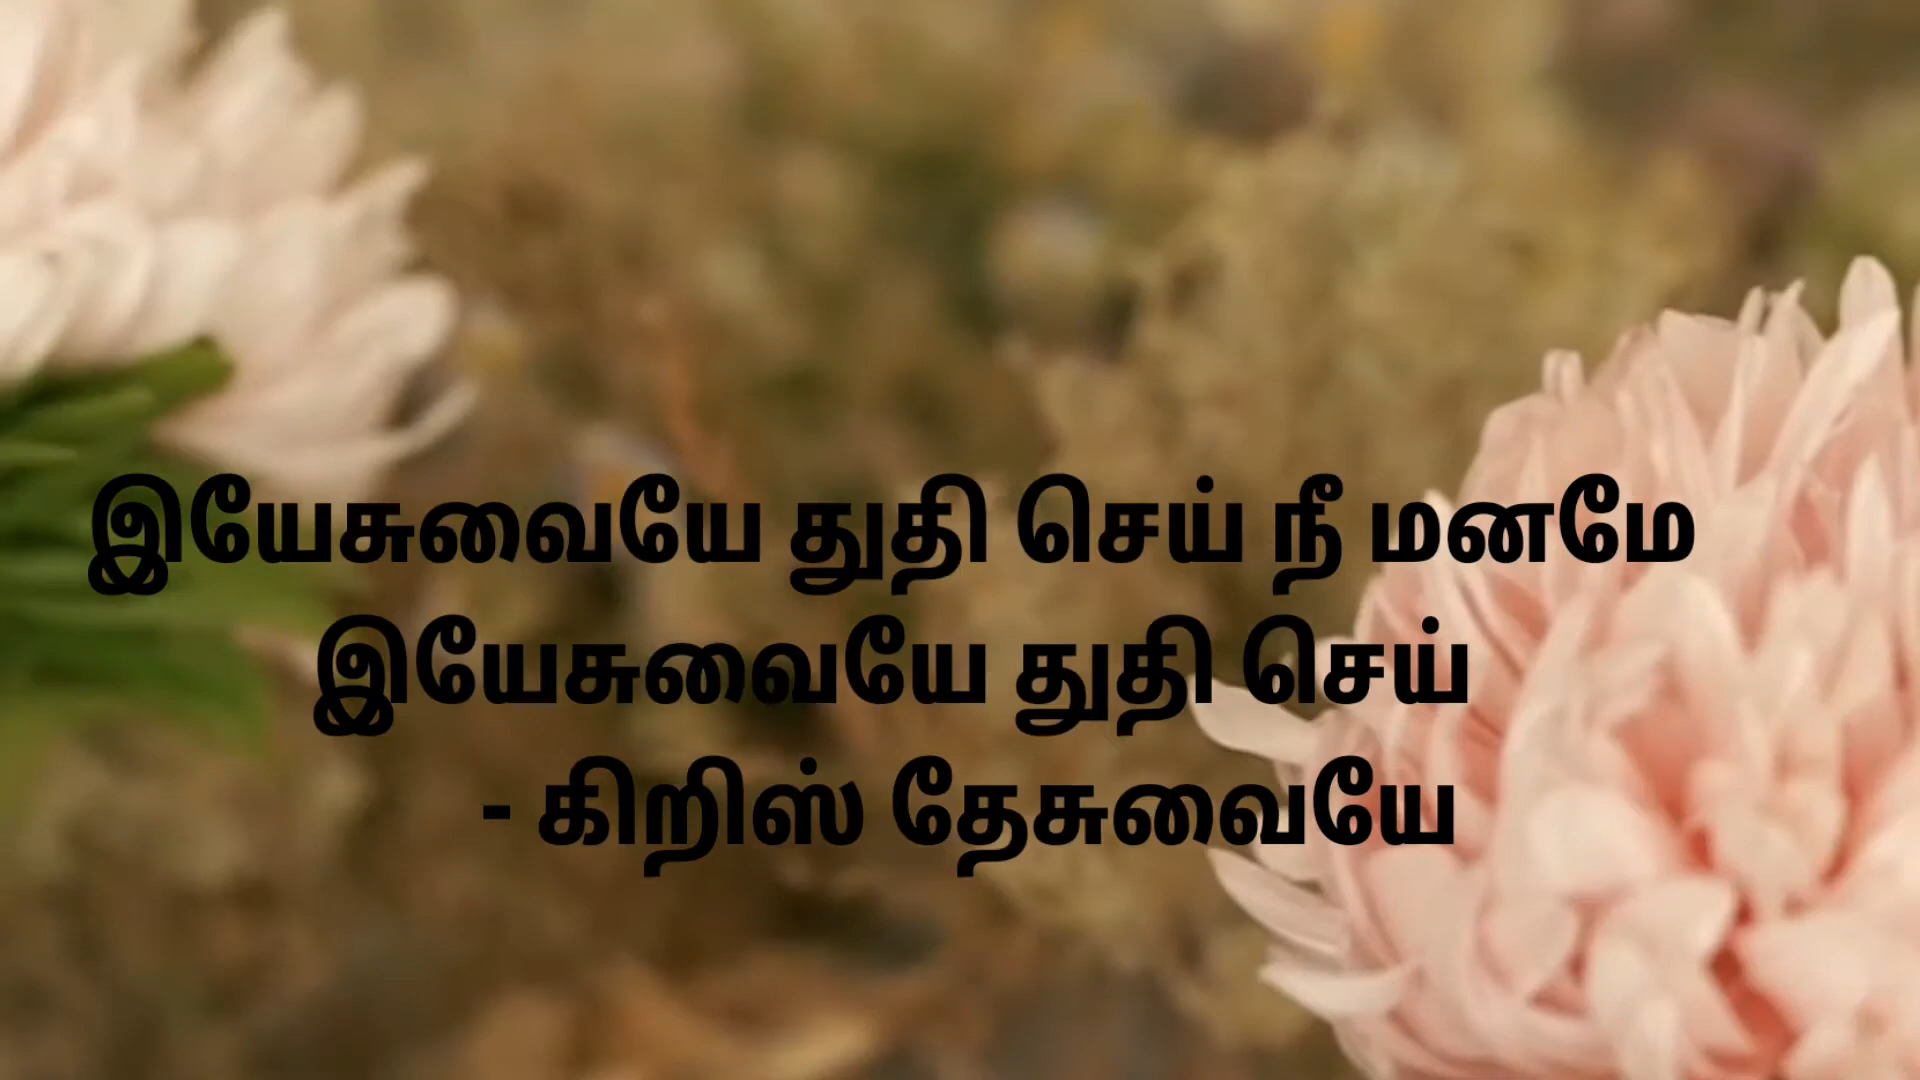 இயேசுவையே துதி செய் நீ மனமே
இயேசுவையே துதி செய்
- கிறிஸ் தேசுவையே